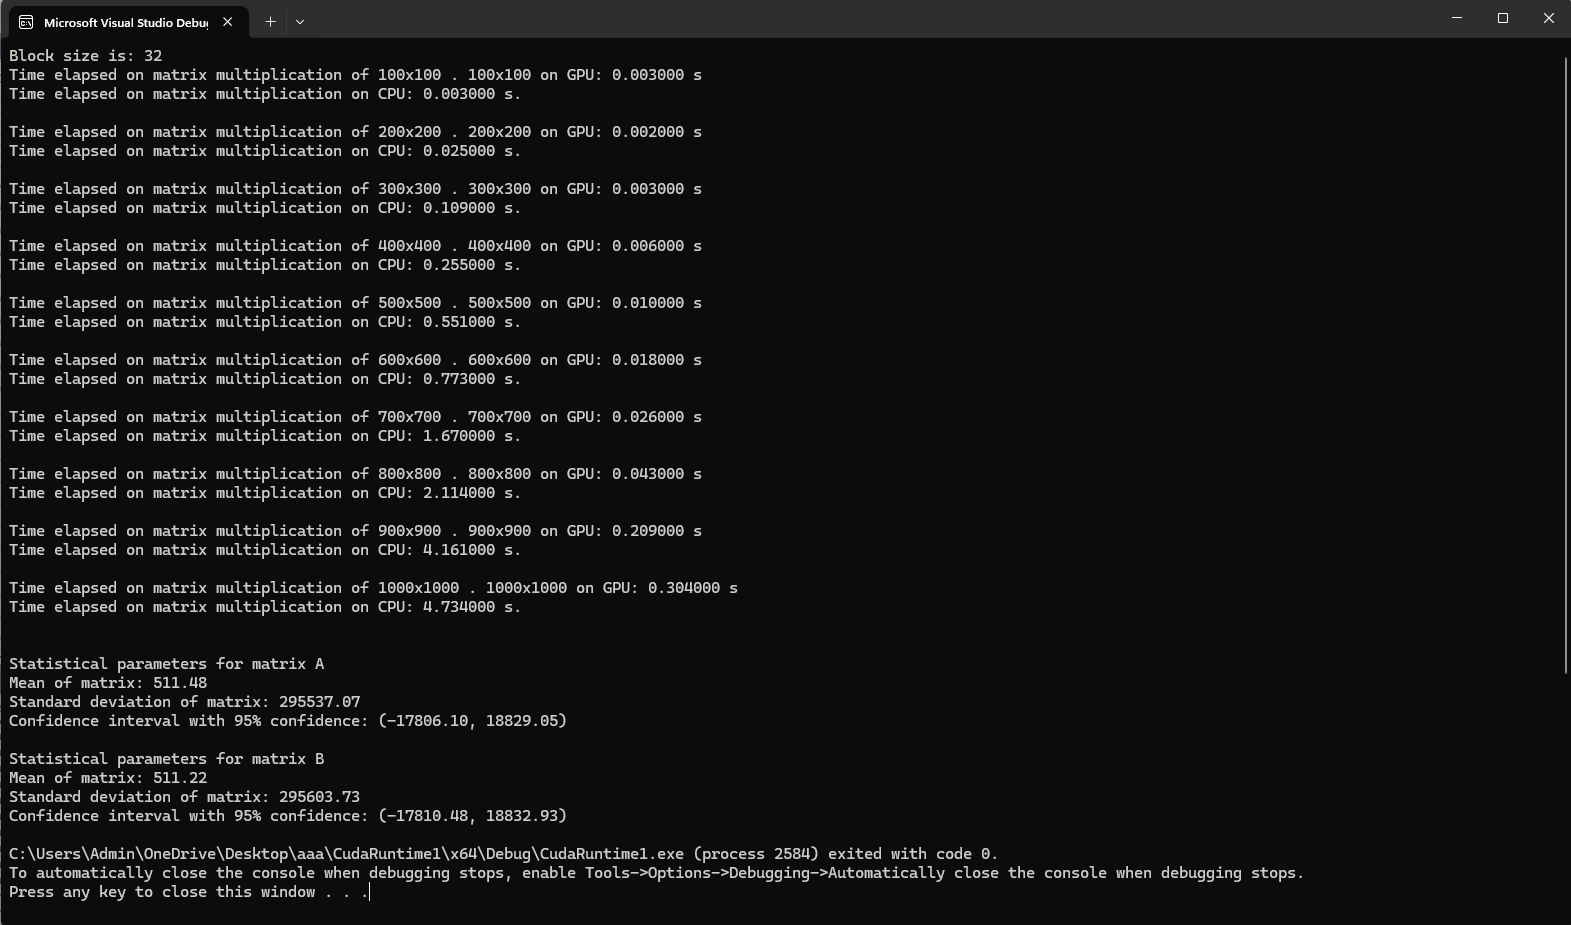 Microsoft Visual Studio Debu
Block size is: 32
Time elapsed on matrix multiplication of 100x100 . 100x100 on GPU: 0.003000 s
Time elapsed on matrix multiplication on CPU: 0.003000 s.
Time elapsed on matrix multiplication of 200x200 . 200x200 on GPU: 0.002000 s
Time elapsed on matrix multiplication on CPU: 0.025000 s.
Time elapsed on matrix multiplication of 300x300 . 300x300 on GPU: 0.003000 s
Time elapsed on matrix multiplication on CPU: 0.109000 s.
Time elapsed on matrix multiplication of 400x400 . 400x400 on GPU: 0.006000 s
Time elapsed on matrix multiplication on CPU: 0.255000 s.
Time elapsed on matrix multiplication of 500x500 . 500x500 on GPU: 0.010000 s
Time elapsed on matrix multiplication on CPU: 0.551000 s.
Time elapsed on matrix multiplication of 600x600 . 600x600 on GPU: 0.018000 s
Time elapsed on matrix multiplication on CPU: 0.773000 s.
Time elapsed on matrix multiplication of 700x700 . 700x700 on GPU: 0.026000 s
Time elapsed on matrix multiplication on CPU: 1.670000 s.
Time elapsed on matrix multiplication of 800x800 . 800x800 on GPU: 0.043000 s
Time elapsed on matrix multiplication on CPU: 2.114000 s.
Time elapsed on matrix multiplication of 900x900 . 900x900 on GPU: 0.209000 s
Time elapsed on matrix multiplication on CPU: 4.161000 s.
Time elapsed on matrix multiplication of 1000x1000 . 1000x1000 on GPU: 0.304000 s
Time elapsed on matrix multiplication on CPU: 4.734000 s.
Statistical parameters for matrix A
Mean of matrix: 511.48
Standard deviation of matrix: 295537.07
Confidence interval with 95% confidence: (-17806.10, 18829.05)
Statistical parameters for matrix B
Mean of matrix: 511.22
Standard deviation of matrix: 295603.73
Confidence interval with 95% confidence: (-17810.48, 18832.93)
C:\Users\Admin\OneDrive\Desktop\aaa\CudaRuntime1\x64\Debug\CudaRuntime1.exe (process 2584) exited with code 0.
To automatically close the console when debugging stops, enable Tools->Options->Debugging->Automatically close the console when debugging stops.
Press any key to close this window . . .